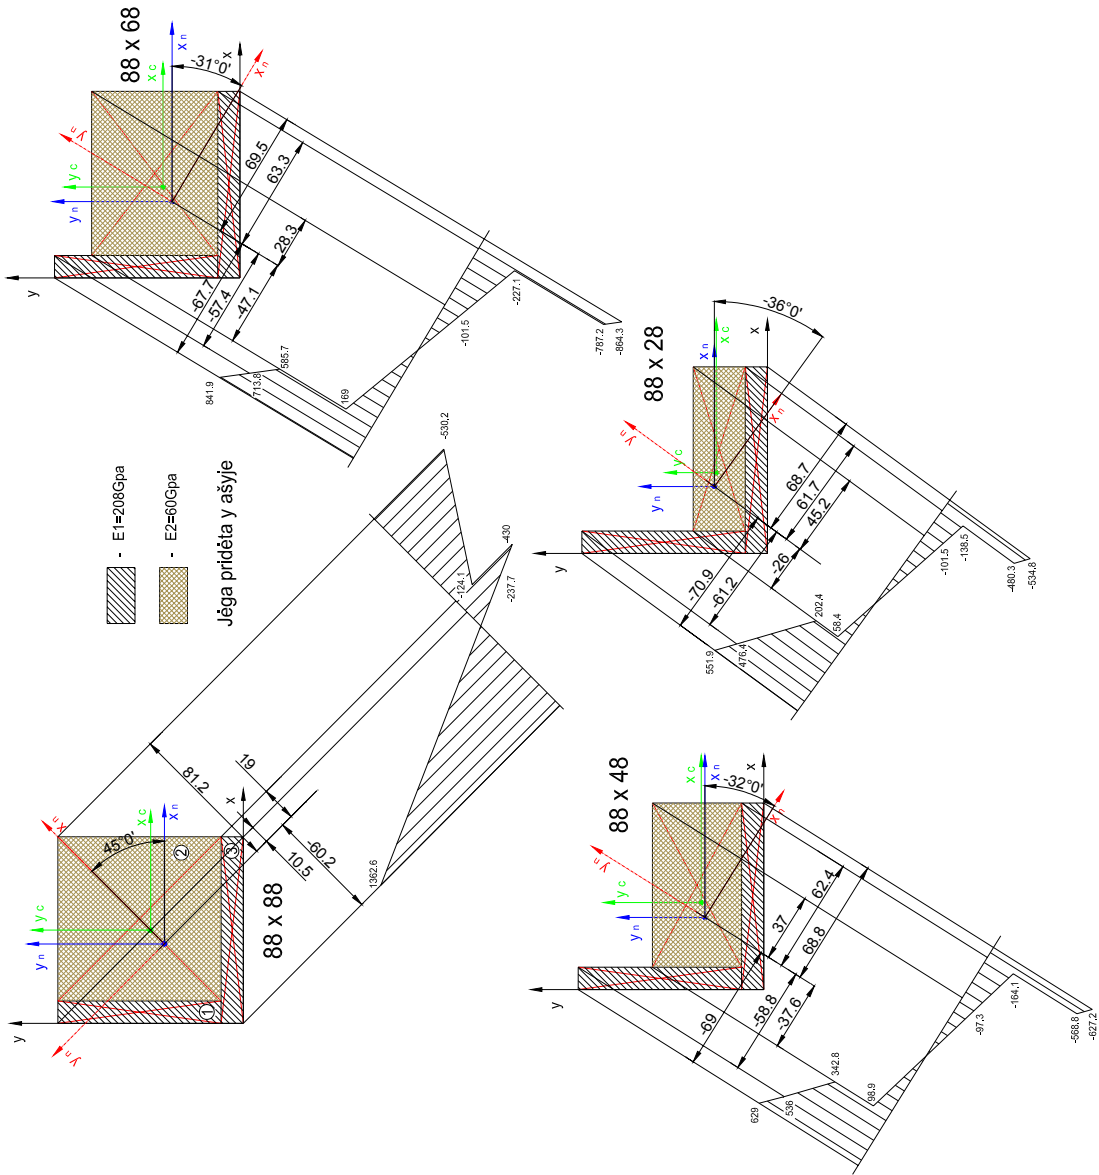 88 x 68
y
y n
y c
y n
x c
x n
x
x n
-31°0'
69.5
63.3
28.3
-67.7
-57.4
-47.1
841.9
713.8
585.7
169
-101.5
-227.1
-787.2
-864.3
- E1=208Gpa
- E2=60Gpa
Jėga pridėta y ašyje
88 x 88
y
y n
y c
x n
x c
x n
x
y n
45°0'
1
2
3
81.2
19
10.5
-60.2
1362.6
-530.2
-124.1
-430
-237.7
88 x 28
y
y n
y n
y c
x n
x c
x
x n
-36°0'
68.7
61.7
45.2
-26
-70.9
-61.2
551.9
476.4
202.4
58.4
-101.5
-138.5
-480.3
-534.8
88 x 48
y
y n
y c
y n
x c
x n
x
x n
-32°0'
62.4
37
68.8
-69
-58.8
-37.6
629
536
342.8
98.9
-97.3
-164.1
-568.8
-627.2